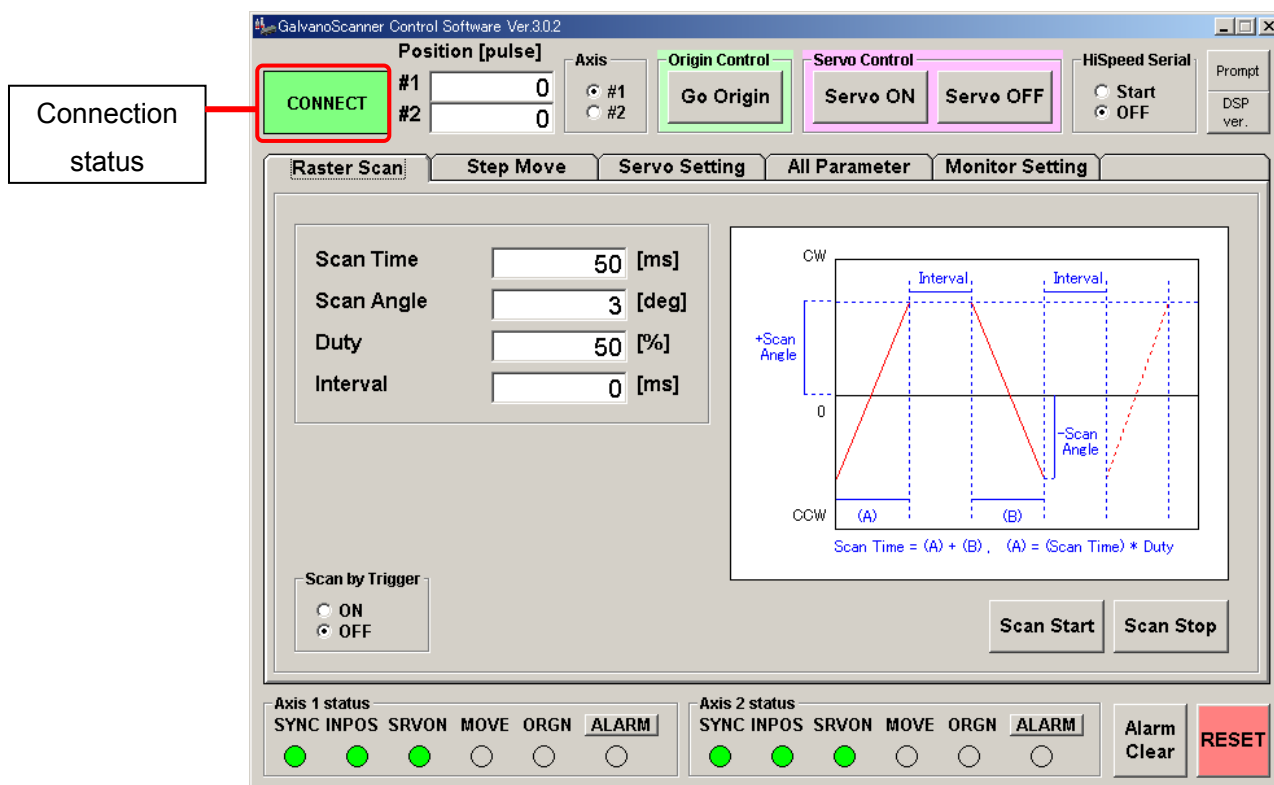 GalvanoScanner Control Software Ver.3.0.2
Connection
status
CONNECT
Position [pulse]
#1 0
#2 0
Axis
#1
#2
Origin Control
Go Origin
Servo Control
Servo ON Servo OFF
HiSpeed Serial
Start
OFF
Prompt
DSP
ver.
Raster Scan Step Move Servo Setting All Parameter Monitor Setting
Scan Time 50 [ms]
Scan Angle 3 [deg]
Duty 50 [%]
Interval 0 [ms]
CW
Interval Interval
+Scan
Angle
0
-Scan
Angle
CCW (A) (B)
Scan Time = (A) + (B) , (A) = (Scan Time) * Duty
Scan by Trigger
ON
OFF
Scan Start Scan Stop
Axis 1 status
SYNC INPOS SRVON MOVE ORGN ALARM
Axis 2 status
SYNC INPOS SRVON MOVE ORGN ALARM
Alarm
Clear
RESET